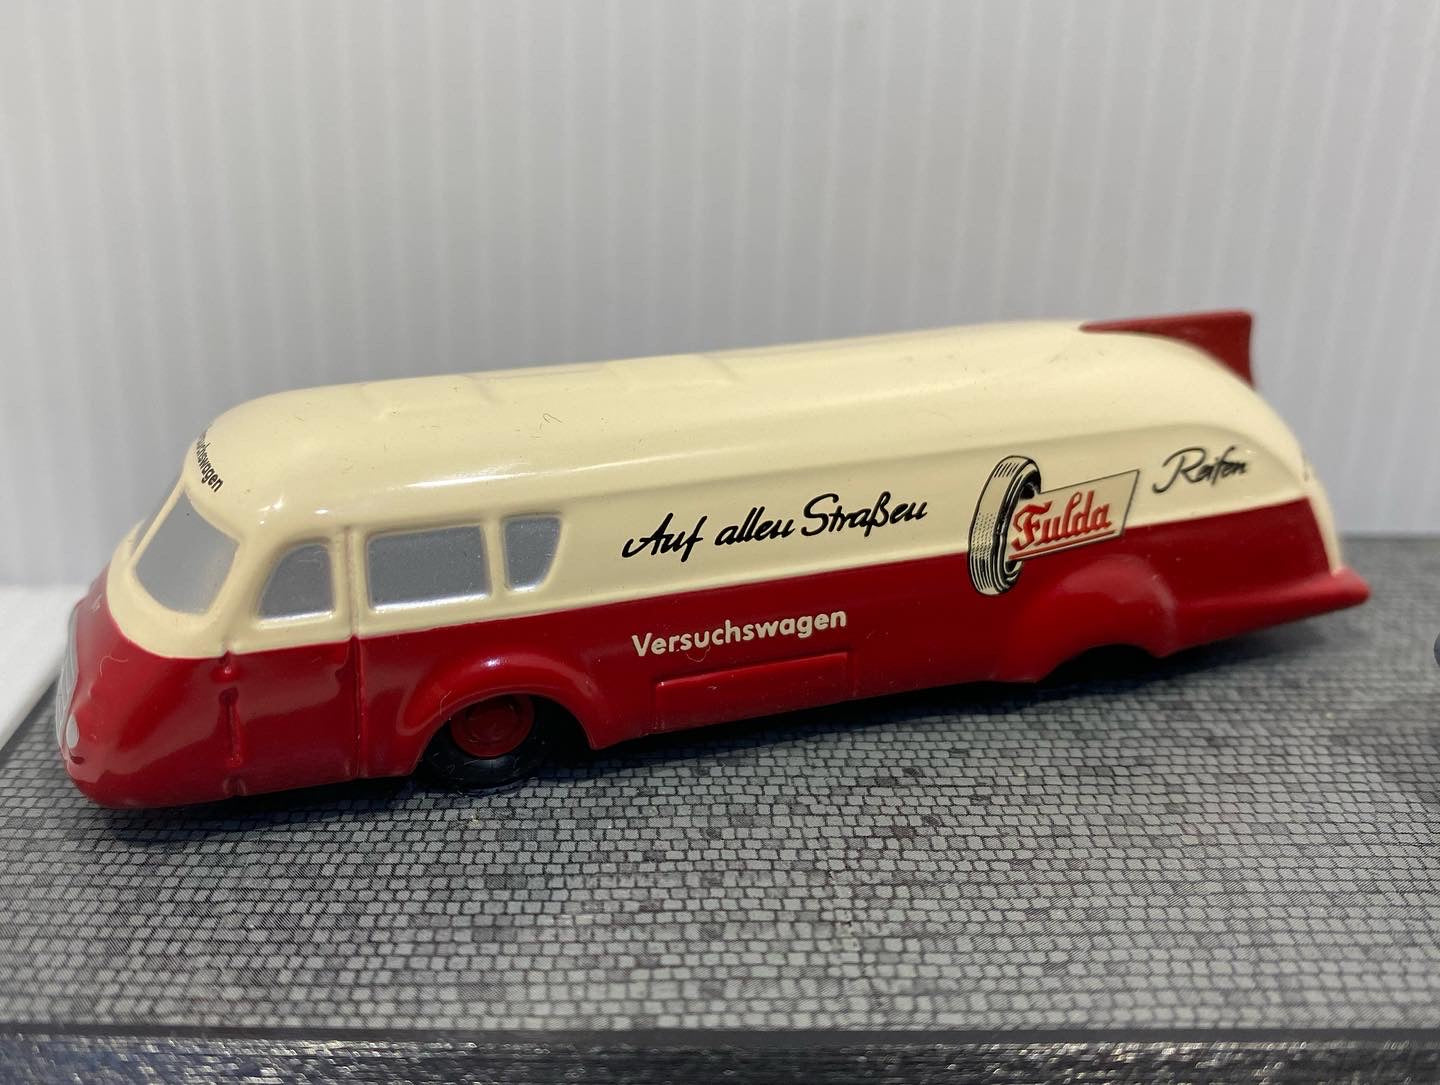 Auf allen Straßen
Fulda
Reifen
Versuchswagen